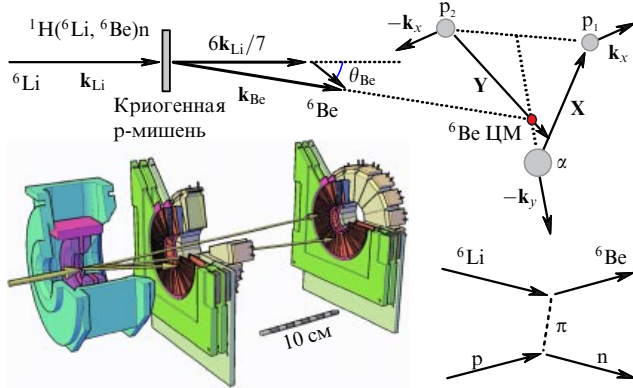 ¹H(⁶Li, ⁶Be)n
⁶Li
k_Li
6k_Li/7
k_Be
θ_Be
⁶Be
Криогенная
p-мишень
−k_x
p₂
p₁
k_x
Y
X
⁶Be ЦМ
α
−k_y
10 см
⁶Li
⁶Be
π
p
n